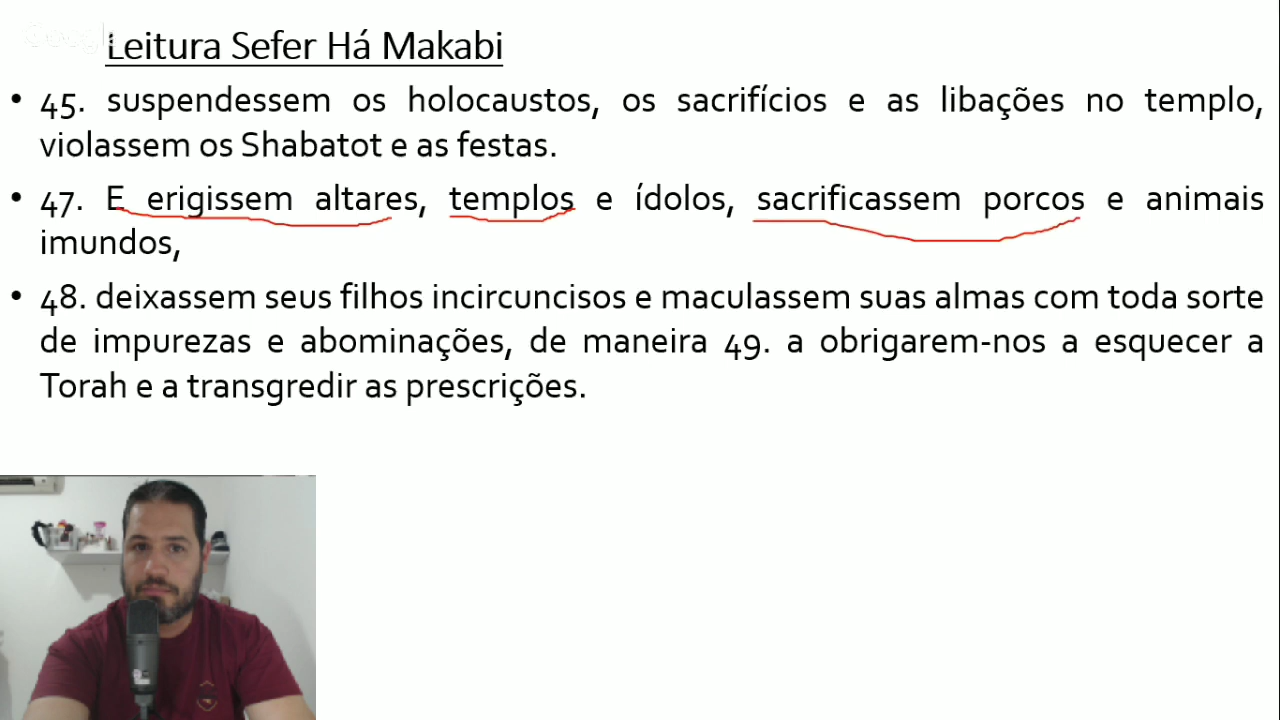 Google
Leitura Sefer Há Makabi
• 45. suspendessem os holocaustos, os sacrifícios e as libações no templo,
violassem os Shabatot e as festas.
• 47. E erigissem altares, templos e ídolos, sacrificassem porcos e animais
imundos,
• 48. deixassem seus filhos incircuncisos e maculassem suas almas com toda sorte
de impurezas e abominações, de maneira 49. a obrigarem-nos a esquecer a
Torah e a transgredir as prescrições.